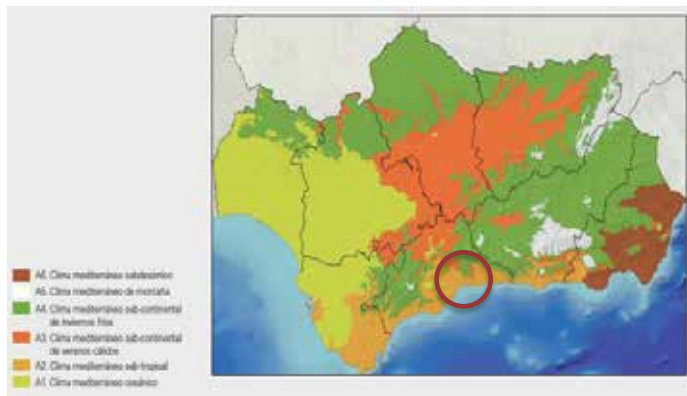 A6. Clima mediterráneo subdesértico
A5. Clima mediterráneo de montaña
A4. Clima mediterráneo sub-continental
de inviernos fríos
A3. Clima mediterráneo sub-continental
de veranos cálidos
A2. Clima mediterráneo sub-tropical
A1. Clima mediterráneo oceánico